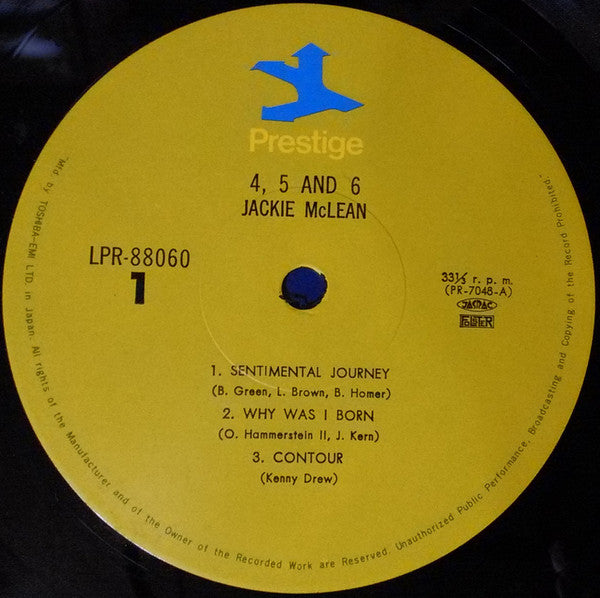 Prestige
4, 5 AND 6
JACKIE McLEAN
LPR-88060
1
33⅓ r. p. m.
(PR-7048-A)
JASRAC
1. SENTIMENTAL JOURNEY
(B. Green, L. Brown, B. Homer)
2. WHY WAS I BORN
(O. Hammerstein II, J. Kern)
3. CONTOUR
(Kenny Drew)
"Mfd by TOSHIBA-EMI LTD. in Japan. All rights of the Manufacturer and of the Owner of the Recorded Work are Reserved. Unauthorized Public Performance, Broadcasting and Copying of the Record Prohibited."